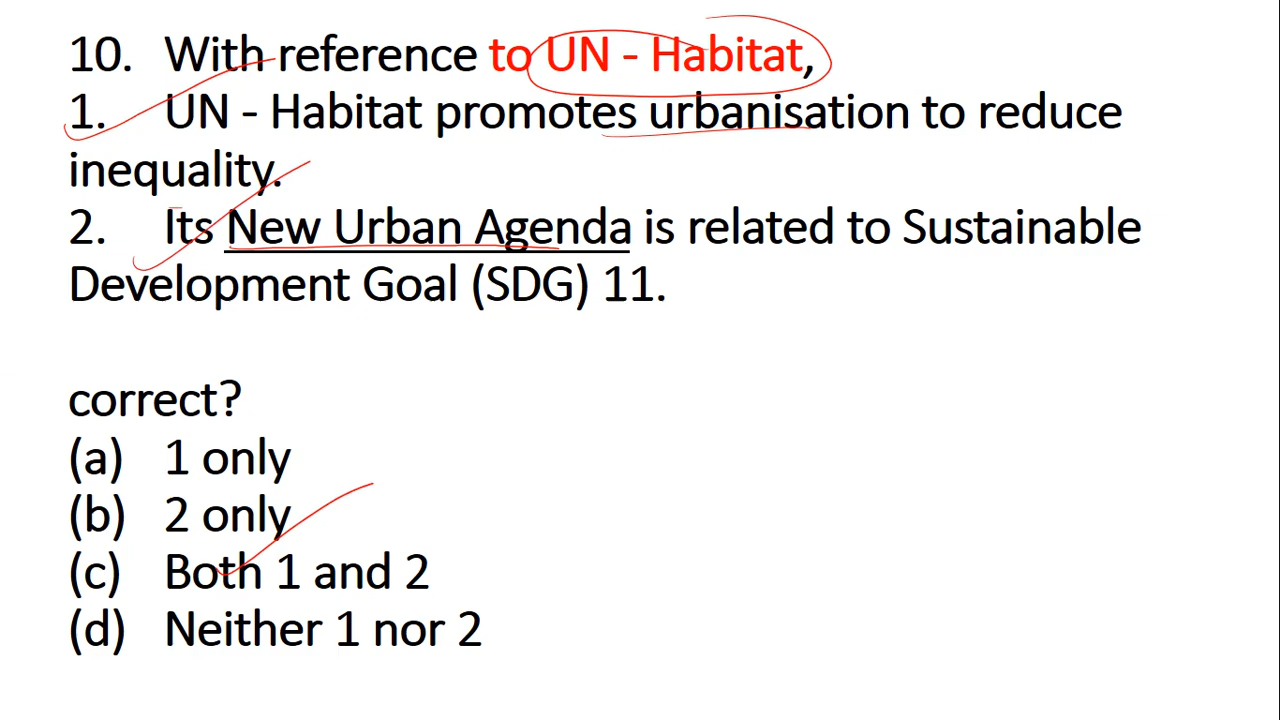 10. With reference to UN - Habitat,
1. UN - Habitat promotes urbanisation to reduce
inequality.
2. Its New Urban Agenda is related to Sustainable
Development Goal (SDG) 11.
correct?
(a) 1 only
(b) 2 only
(c) Both 1 and 2
(d) Neither 1 nor 2